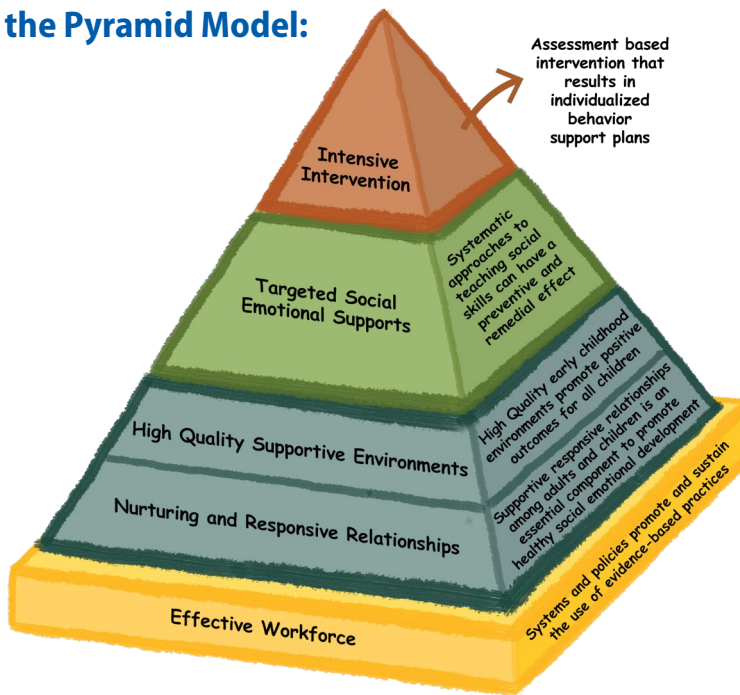 the Pyramid Model:
Assessment based
intervention that
results in
individualized
behavior
support plans
Intensive
Intervention
Targeted Social
Emotional Supports
Systematic
approaches to
teaching social
skills can have a
preventive and
remedial effect
High Quality Supportive Environments
High Quality early childhood
environments promote positive
outcomes for all children
Nurturing and Responsive Relationships
Supportive responsive relationships
among adults and children is an
essential component to promote
healthy social emotional development
Effective Workforce
Systems and policies promote and sustain
the use of evidence-based practices